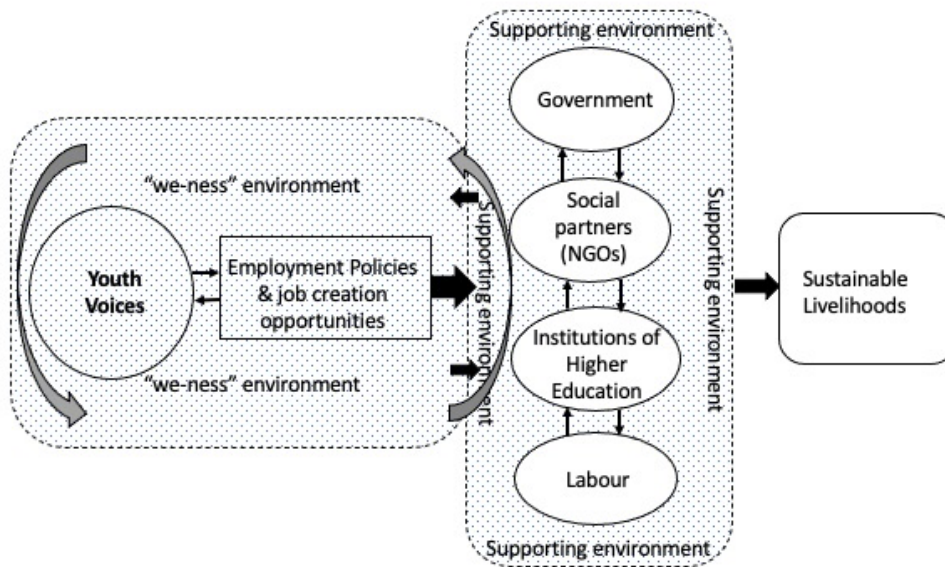 Supporting environment
Government
"we-ness" environment
Social
partners
(NGOs)
Supporting environment
Supporting environment
Youth
Voices
Employment Policies
& job creation
opportunities
Sustainable
Livelihoods
Institutions of
Higher
Education
"we-ness" environment
Labour
Supporting environment